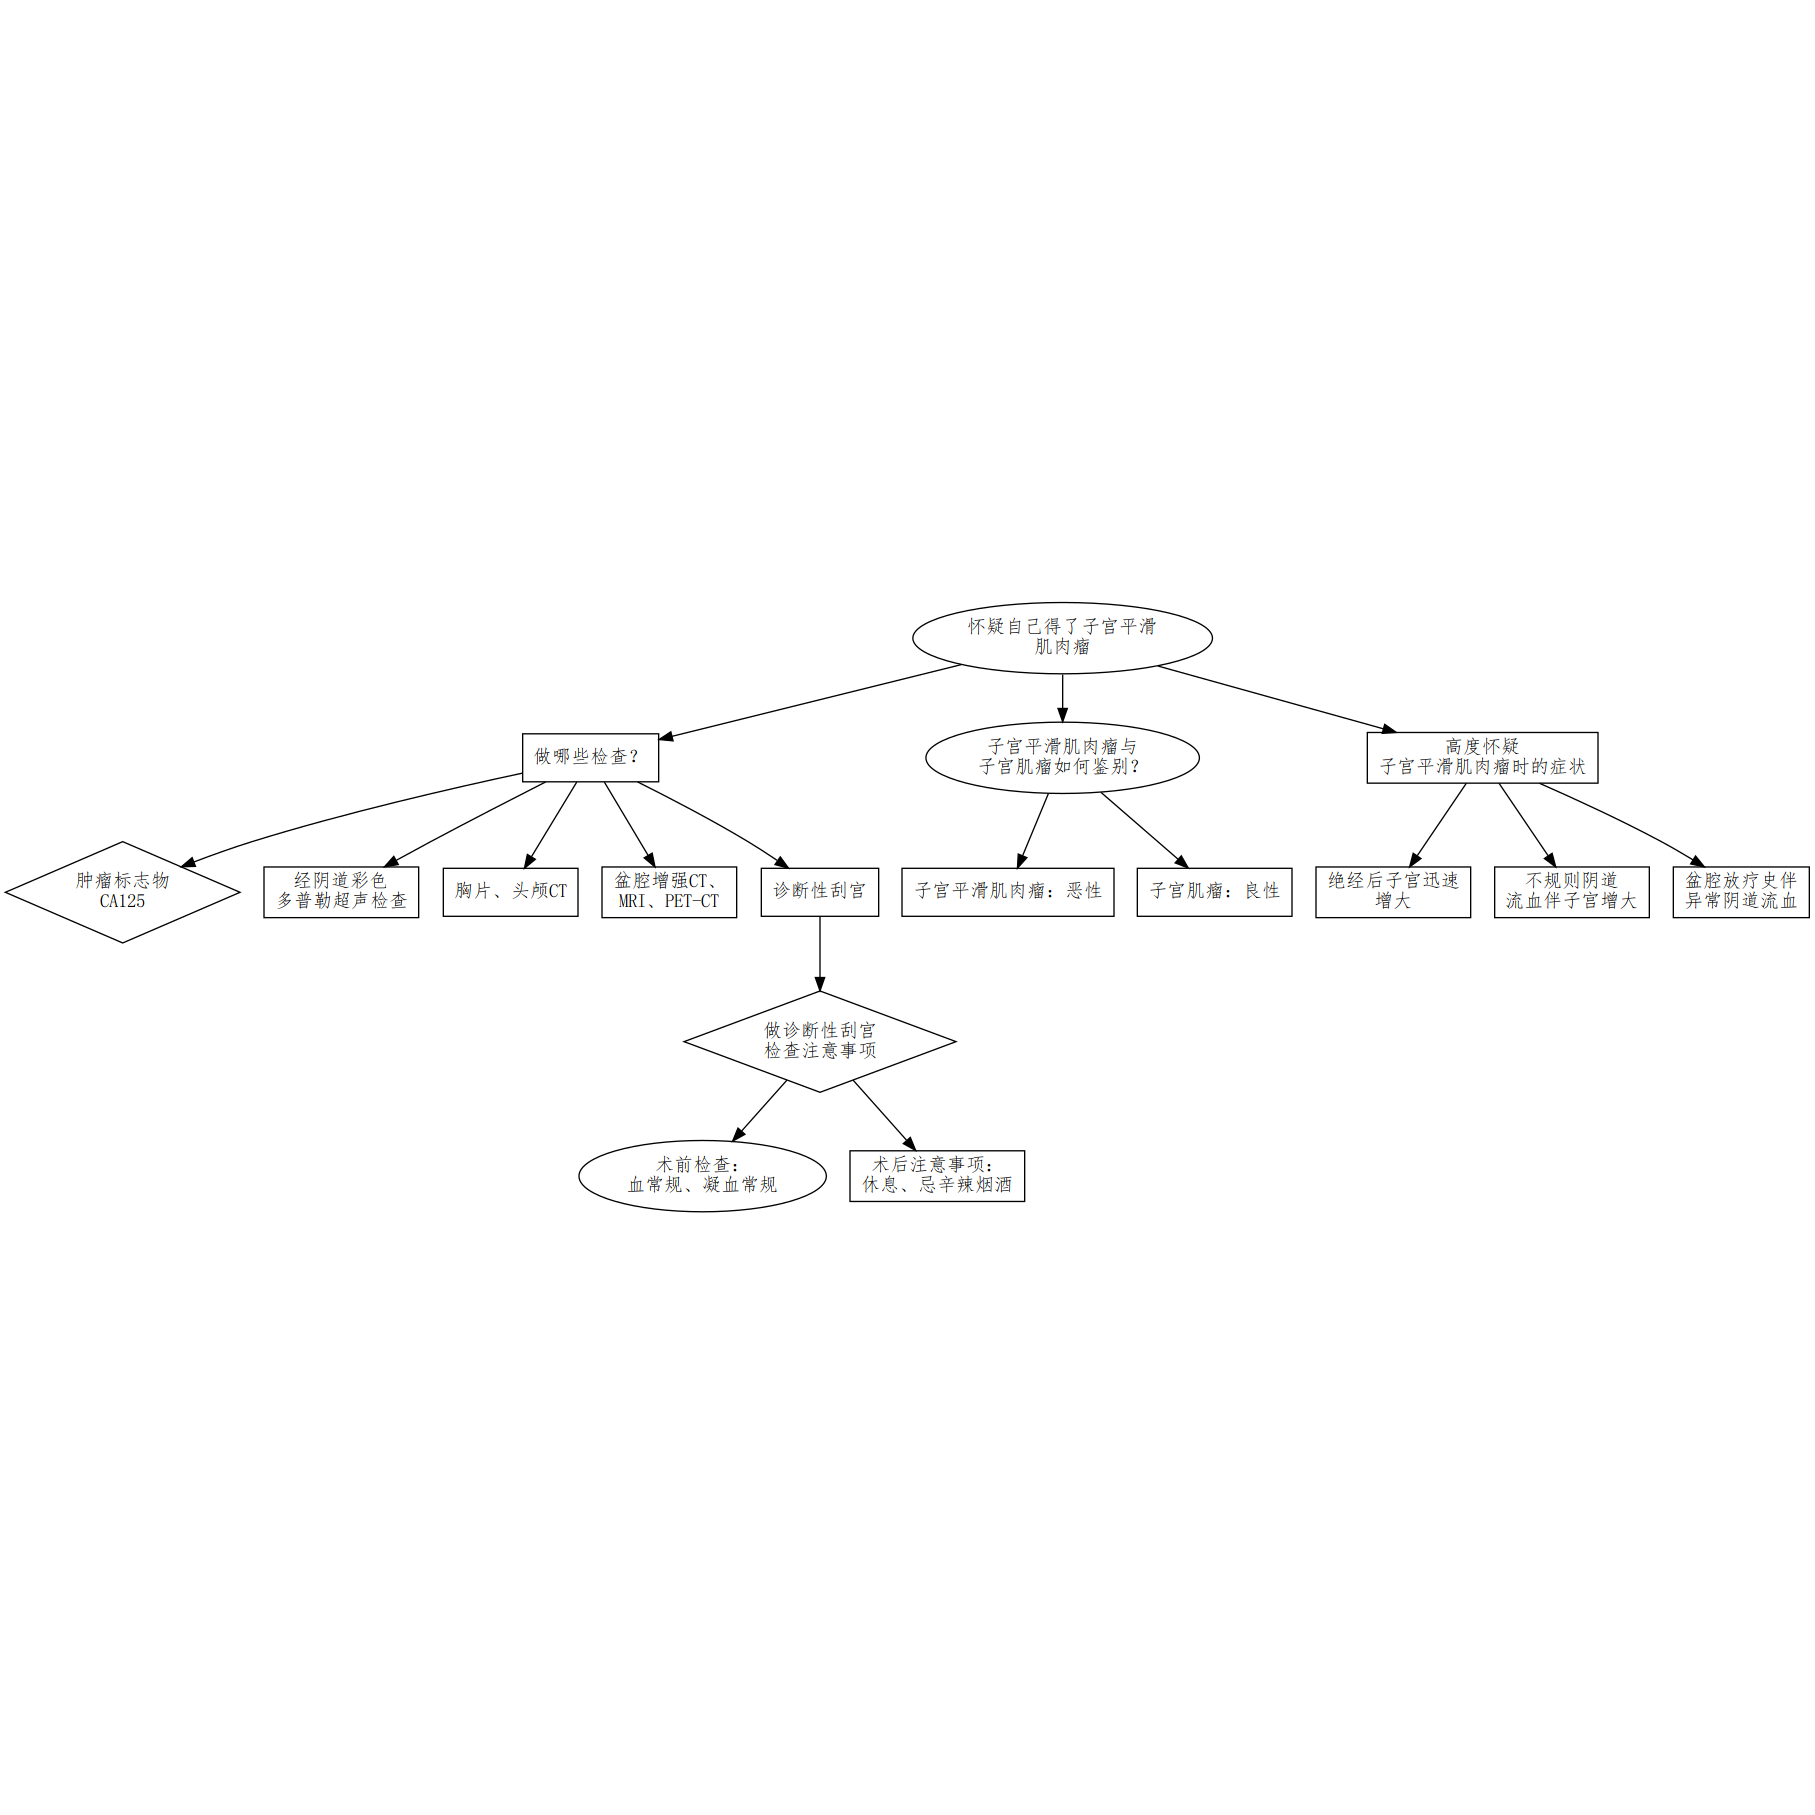 怀疑自己得了子宫平滑
肌肉瘤
做哪些检查？
子宫平滑肌肉瘤与
子宫肌瘤如何鉴别？
高度怀疑
子宫平滑肌肉瘤时的症状
肿瘤标志物
CA125
经阴道彩色
多普勒超声检查
胸片、头颅CT
盆腔增强CT、
MRI、PET-CT
诊断性刮宫
子宫平滑肌肉瘤：恶性
子宫肌瘤：良性
绝经后子宫迅速
增大
不规则阴道
流血伴子宫增大
盆腔放疗史伴
异常阴道流血
做诊断性刮宫
检查注意事项
术前检查：
血常规、凝血常规
术后注意事项：
休息、忌辛辣烟酒